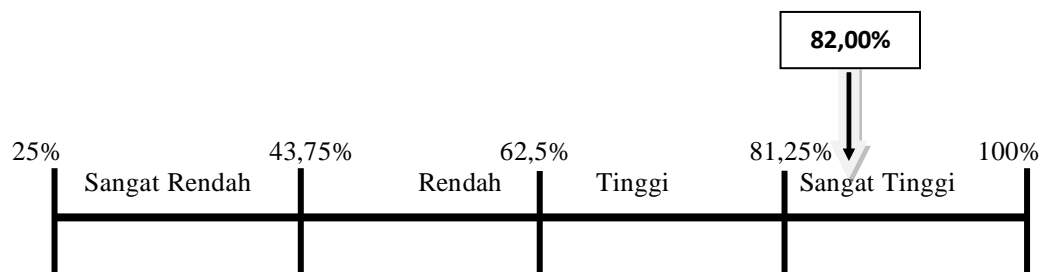 82,00%
25% 43,75% 62,5% 81,25% 100%
Sangat Rendah Rendah Tinggi Sangat Tinggi